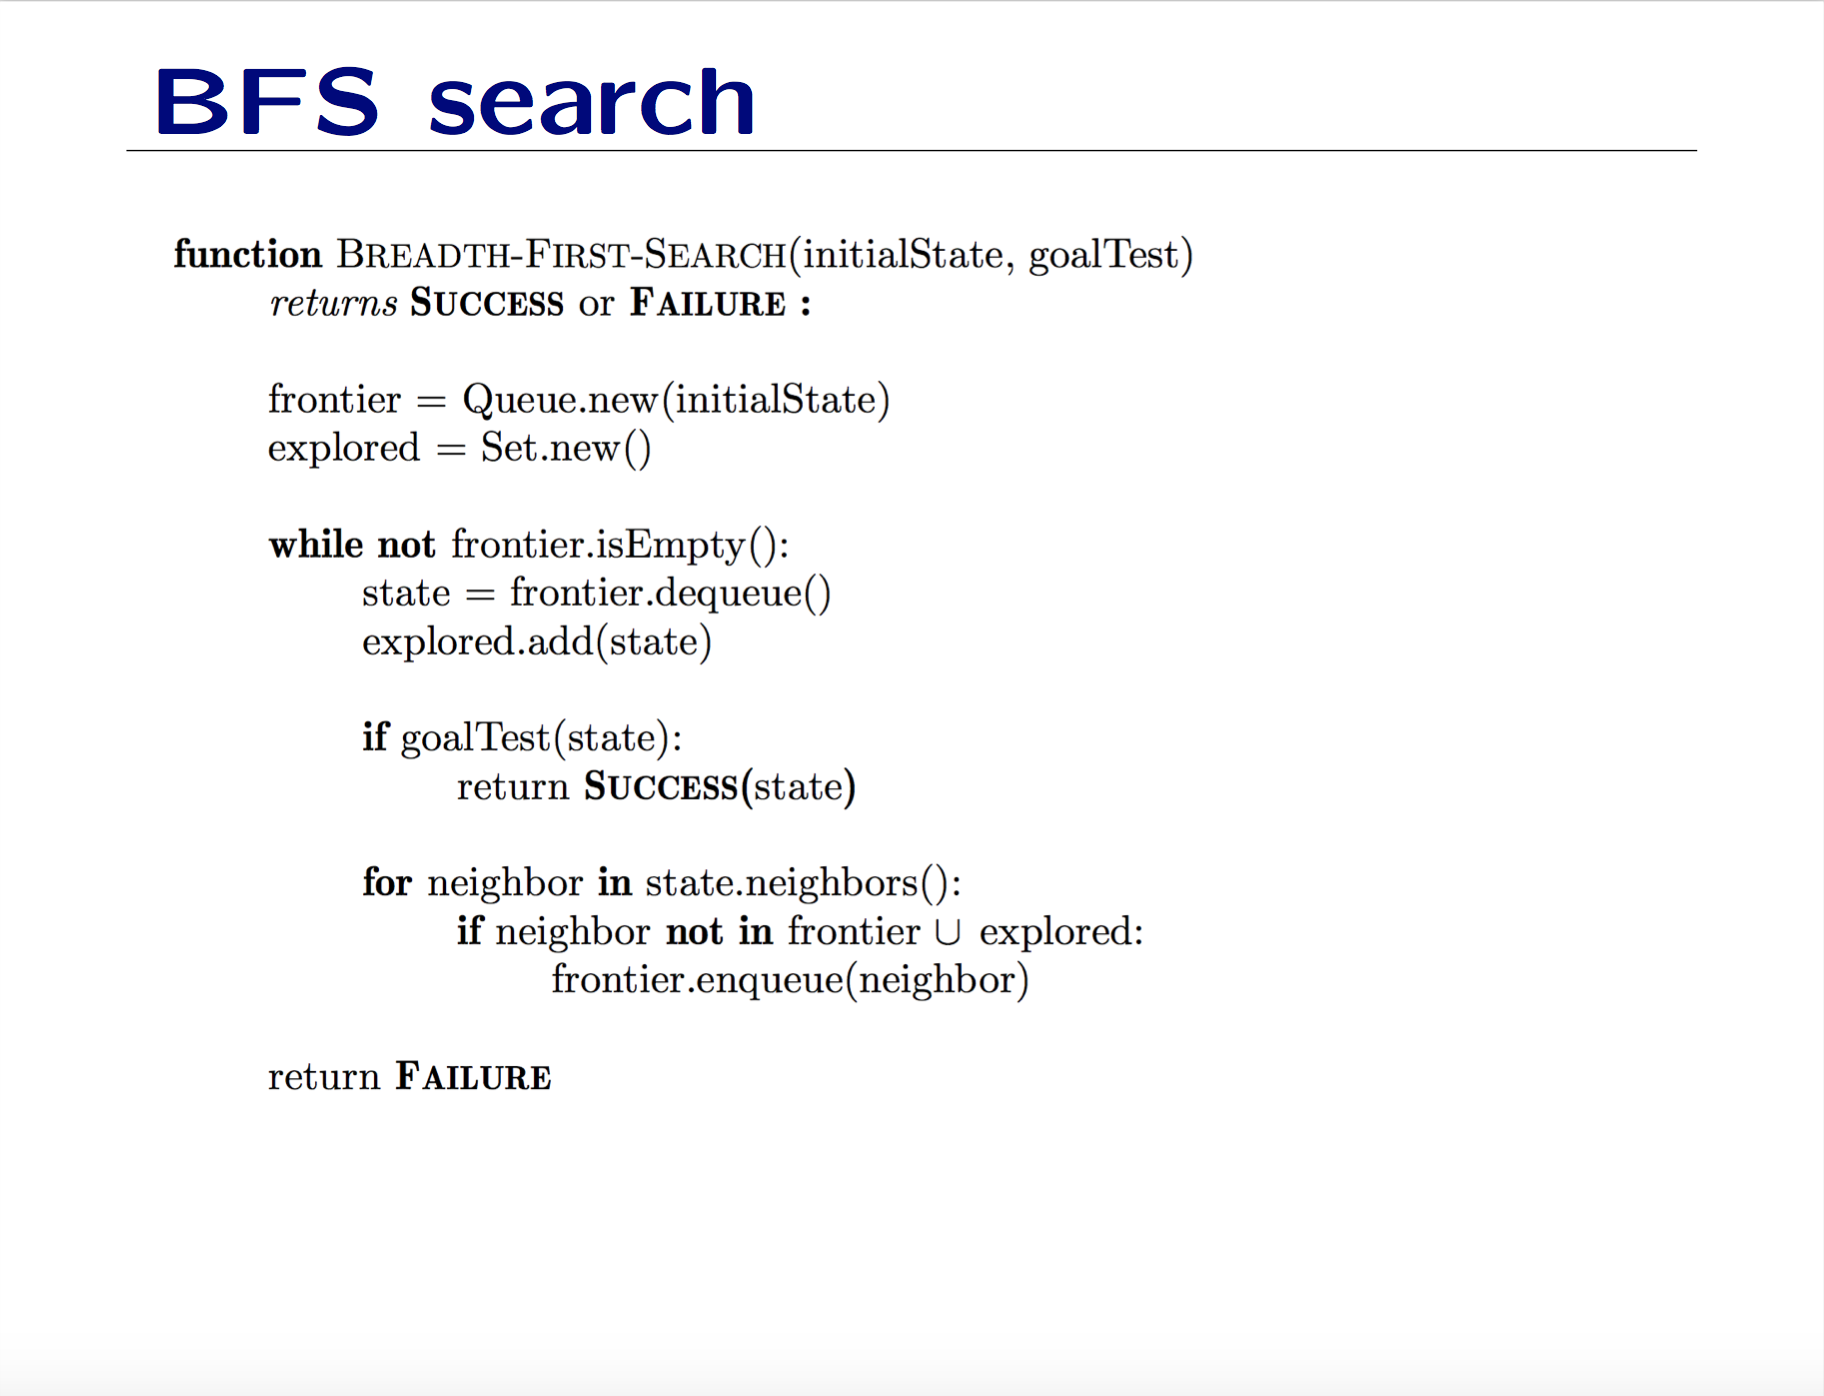 BFS search
function BREADTH-FIRST-SEARCH(initialState, goalTest)
returns SUCCESS or FAILURE :
frontier = Queue.new(initialState)
explored = Set.new()
while not frontier.isEmpty():
state = frontier.dequeue()
explored.add(state)
if goalTest(state):
return SUCCESS(state)
for neighbor in state.neighbors():
if neighbor not in frontier ∪ explored:
frontier.enqueue(neighbor)
return FAILURE